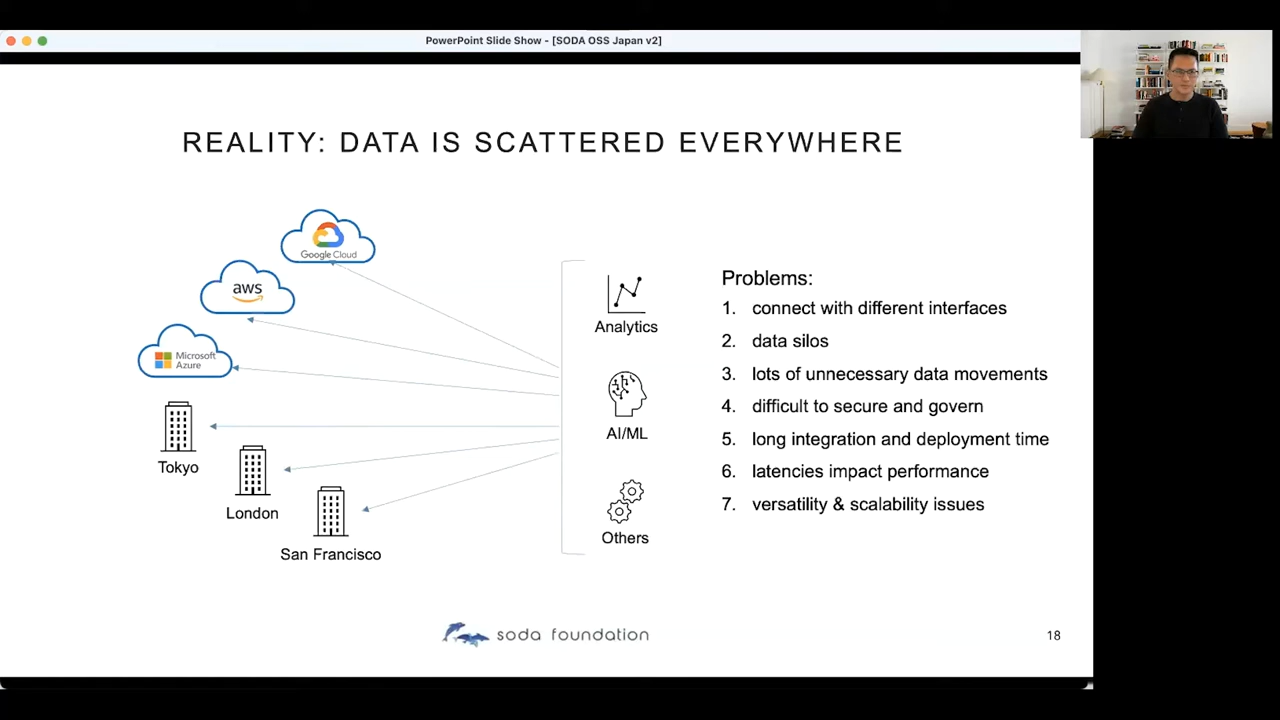 PowerPoint Slide Show - [SODA OSS Japan v2]
REALITY: DATA IS SCATTERED EVERYWHERE
Google Cloud
aws
Microsoft
Azure
Tokyo
London
San Francisco
Analytics
AI/ML
Others
Problems:
1. connect with different interfaces
2. data silos
3. lots of unnecessary data movements
4. difficult to secure and govern
5. long integration and deployment time
6. latencies impact performance
7. versatility & scalability issues
soda foundation
18